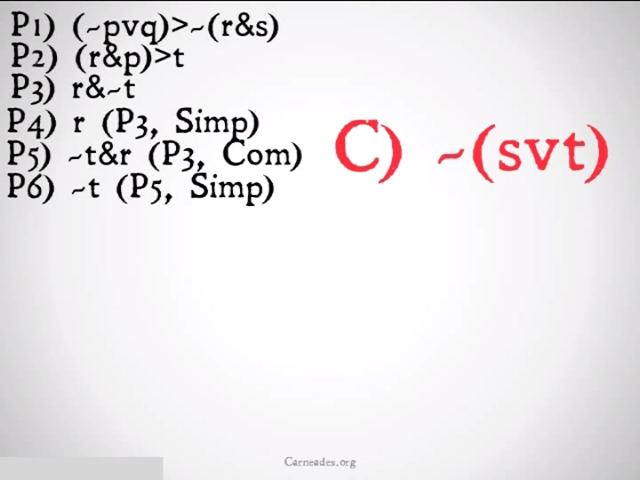 P1) (~pvq)>~(r&s)
P2) (r&p)>t
P3) r&~t
P4) r (P3, Simp)
P5) ~t&r (P3, Com)
P6) ~t (P5, Simp)
C) ~(svt)
Carneades.org